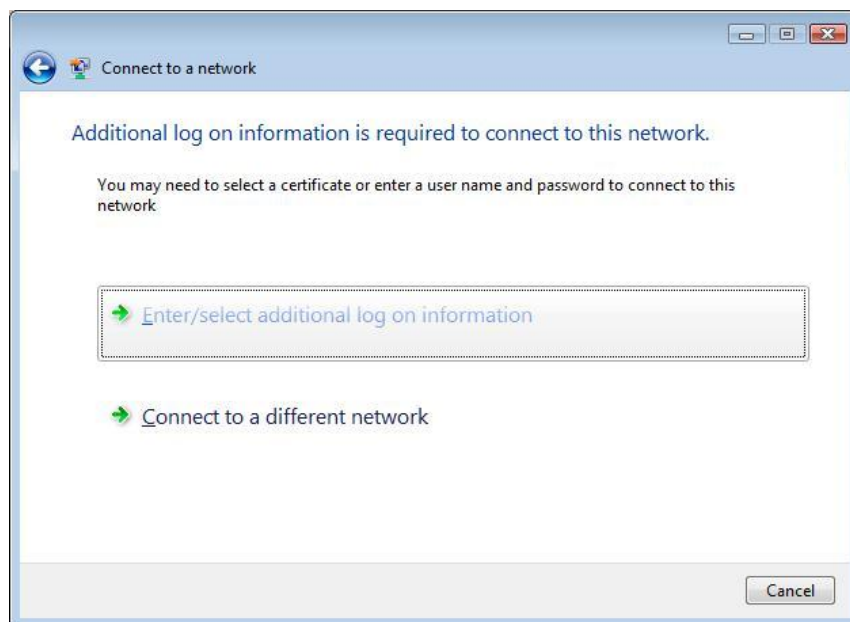 Connect to a network
Additional log on information is required to connect to this network.
You may need to select a certificate or enter a user name and password to connect to this
network
Enter/select additional log on information
Connect to a different network
Cancel